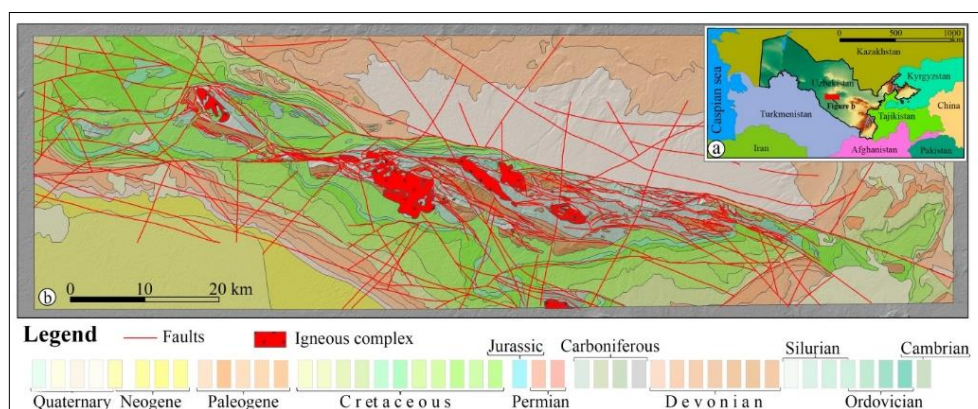 0 500 1000
km
Kazakhstan
Caspian sea
Uzbekistan
Kyrgyzstan
Figure b
China
Turkmenistan
Tajikistan
a
Iran
Afghanistan
Pakistan
b
0 10 20 km
Legend
Faults
Igneous complex
Jurassic
Carboniferous
Silurian
Cambrian
Quaternary
Neogene
Paleogene
Cretaceous
Permian
Devonian
Ordovician